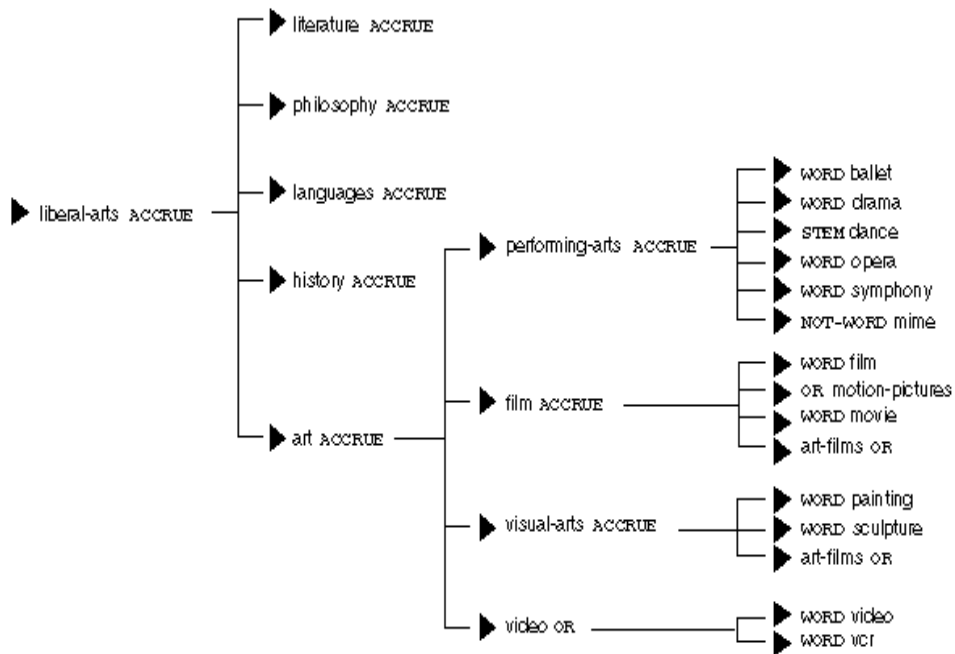 literature ACCRUE
philosophy ACCRUE
languages ACCRUE
liberal-arts ACCRUE
history ACCRUE
art ACCRUE
performing-arts ACCRUE
WORD ballet
WORD drama
STEM dance
WORD opera
WORD symphony
NOT-WORD mime
film ACCRUE
WORD film
OR motion-pictures
WORD movie
art-films OR
visual-arts ACCRUE
WORD painting
WORD sculpture
art-films OR
video OR
WORD video
WORD vcr